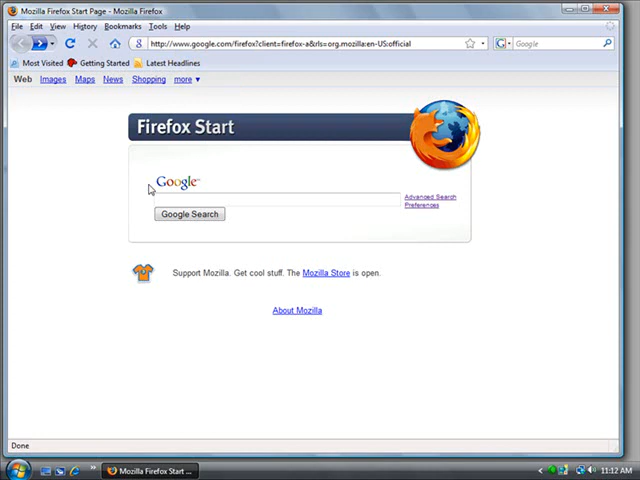 Mozilla Firefox Start Page - Mozilla Firefox
File Edit View History Bookmarks Tools Help
http://www.google.com/firefox?client=firefox-a&rls=org.mozilla:en-US:official
Google
Most Visited Getting Started Latest Headlines
Web Images Maps News Shopping more ▼
Firefox Start
Google™
Advanced Search
Preferences
Google Search
Support Mozilla. Get cool stuff. The Mozilla Store is open.
About Mozilla
Done
Mozilla Firefox Start ...
11:12 AM